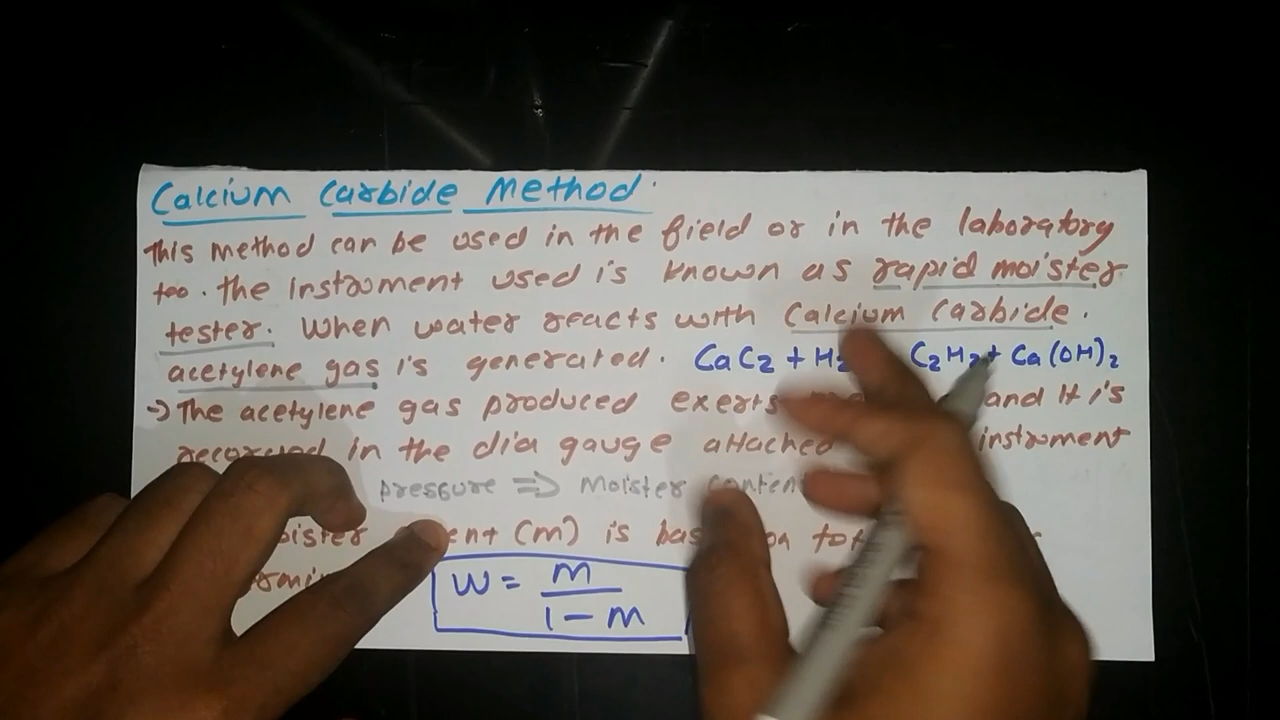 Calcium Carbide Method.
This method can be used in the field or in the laboratory
too. the instrument used is known as rapid moister
tester. When water reacts with Calcium Carbide.
acetylene gas is generated. CaC2 + H2 C2H2 + Ca(OH)2
→ The acetylene gas produced exerts and It is
recorded in the dia gauge attached instrument
pressure ⇒ Moister content
(m) is
W = m / 1 - m